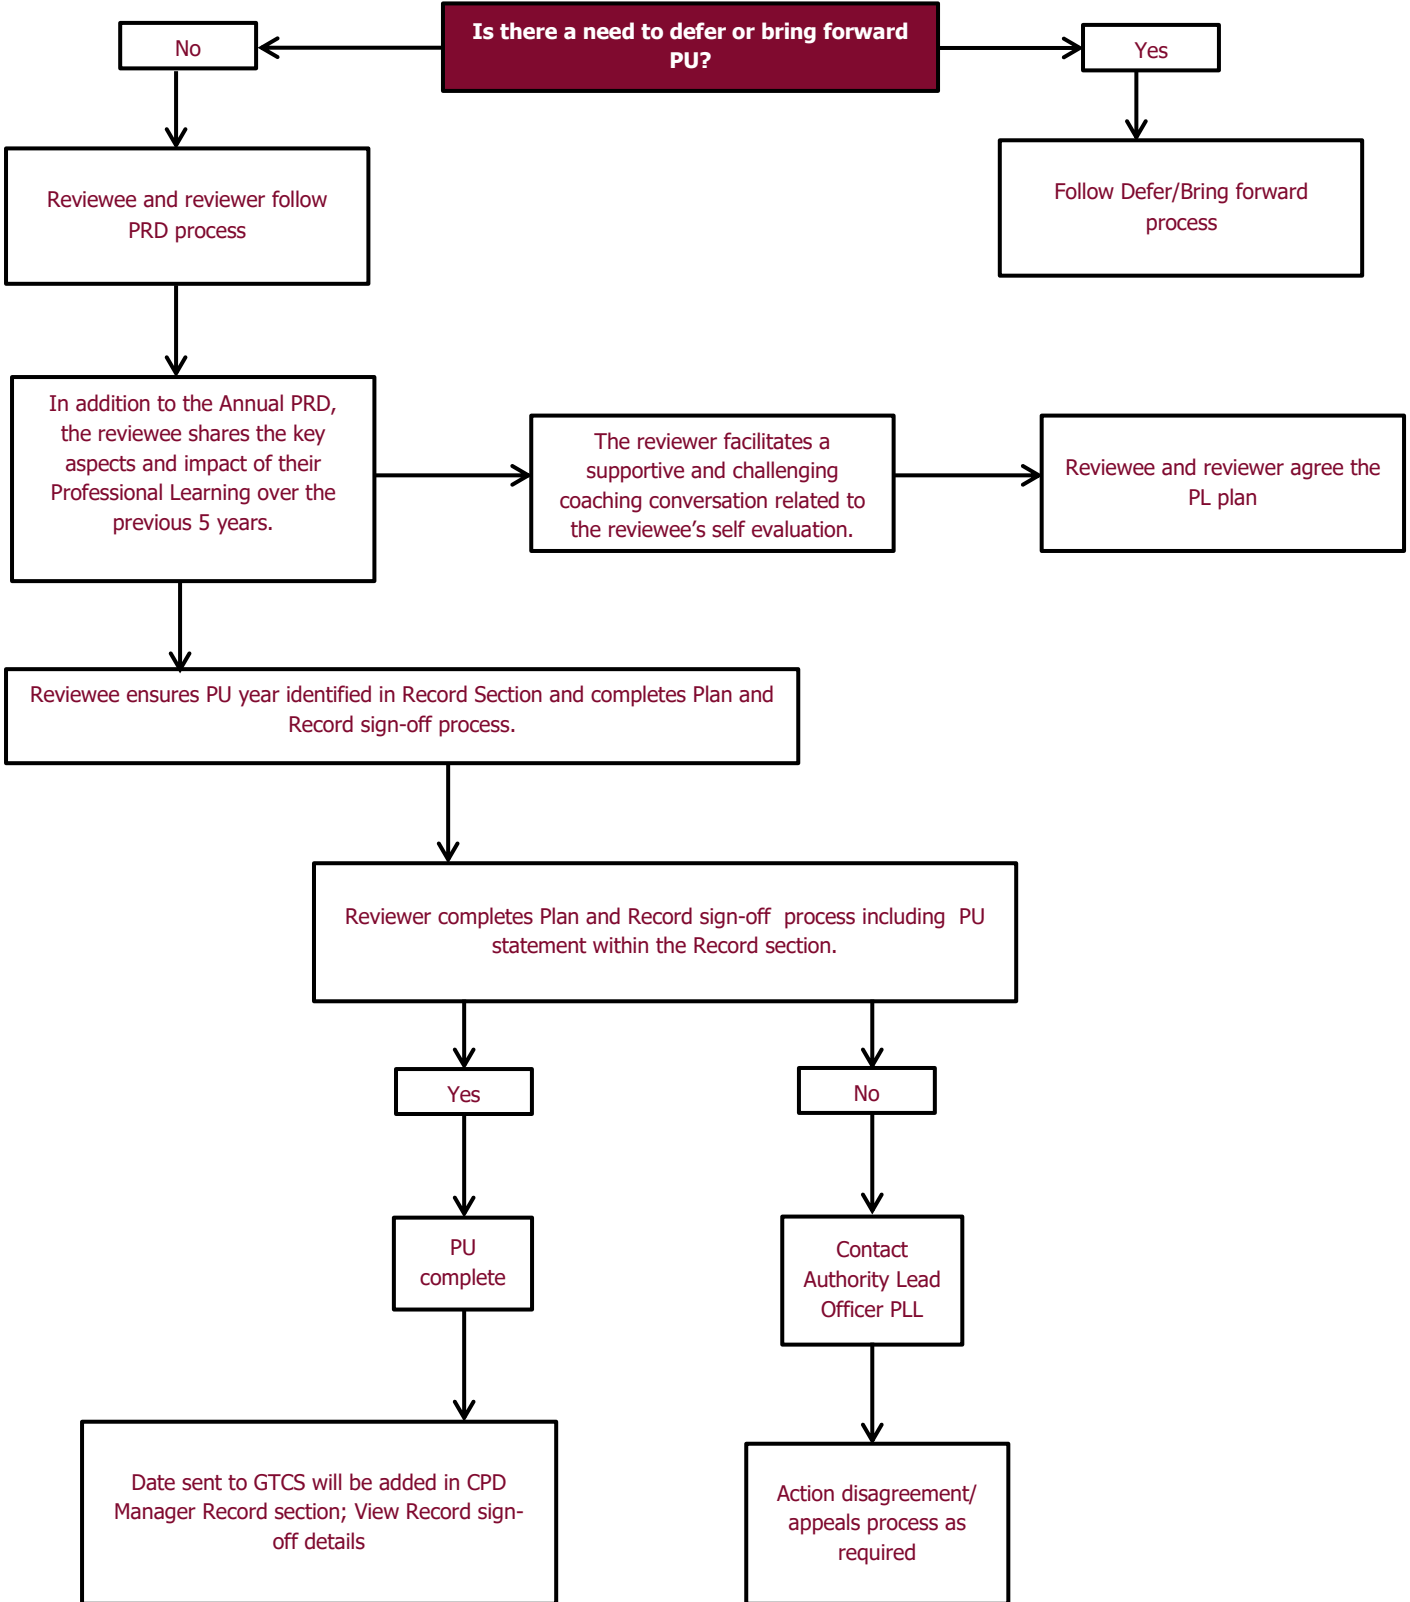 Is there a need to defer or bring forward
PU?
No
Yes
Reviewee and reviewer follow
PRD process
Follow Defer/Bring forward
process
In addition to the Annual PRD,
the reviewee shares the key
aspects and impact of their
Professional Learning over the
previous 5 years.
The reviewer facilitates a
supportive and challenging
coaching conversation related to
the reviewee’s self evaluation.
Reviewee and reviewer agree the
PL plan
Reviewee ensures PU year identified in Record Section and completes Plan and
Record sign-off process.
Reviewer completes Plan and Record sign-off  process including  PU
statement within the Record section.
Yes
No
PU
complete
Contact
Authority Lead
Officer PLL
Date sent to GTCS will be added in CPD
Manager Record section; View Record sign-
off details
Action disagreement/
appeals process as
required